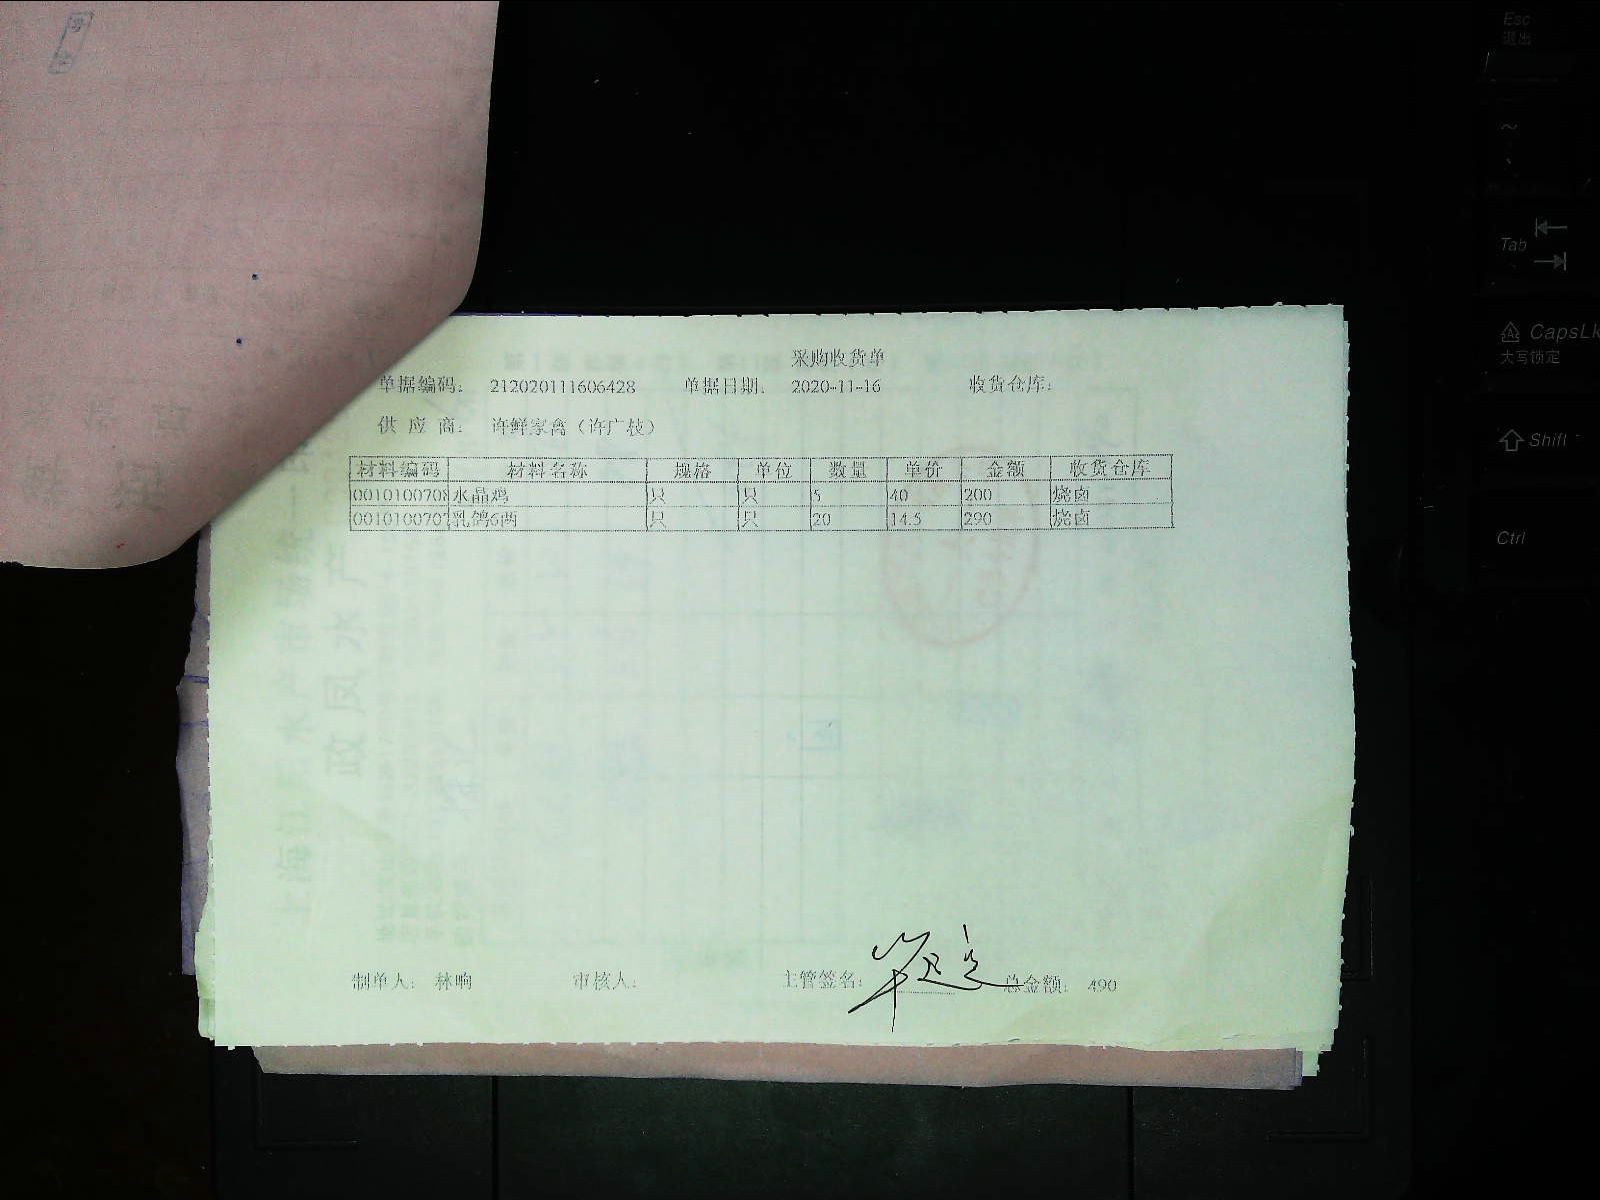 采购收货单
单据编码: 212020111606428 单据日期: 2020-11-16 收货仓库:
供应商: 许鲜家禽（许广枝）
材料编码 材料名称 规格 单位 数量 单价 金额 收货仓库
0010100708 水晶鸡 只 只 5 40 200 烧卤
0010100707 乳鸽6两 只 只 20 14.5 290 烧卤
制单人: 林响 审核人: 主管签名: 总金额: 490
Esc
退出
~
Tab
CapsLk
大写锁定
Shift
Ctrl